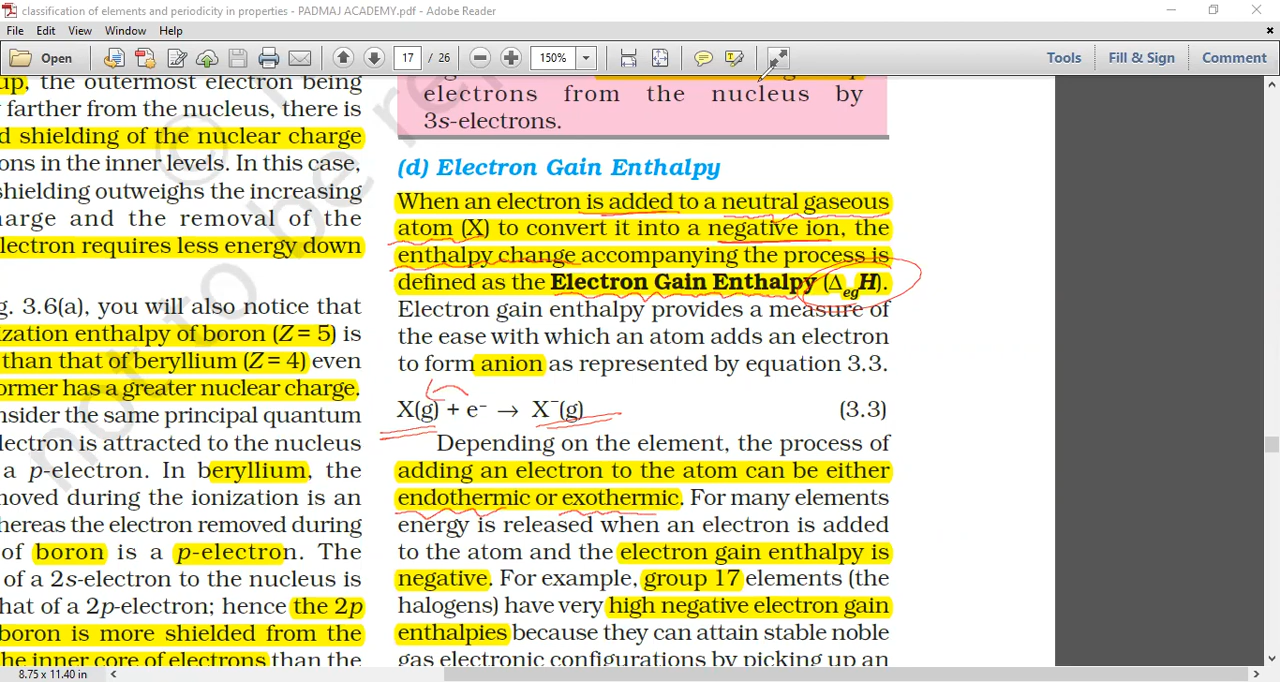 classification of elements and periodicity in properties - PADMAJ ACADEMY.pdf - Adobe Reader
File Edit View Window Help
Open 17 / 26 150% Tools Fill & Sign Comment
up, the outermost electron being
farther from the nucleus, there is
d shielding of the nuclear charge
ons in the inner levels. In this case,
shielding outweighs the increasing
harge and the removal of the
lectron requires less energy down
g. 3.6(a), you will also notice that
ization enthalpy of boron (Z = 5) is
than that of beryllium (Z = 4) even
ormer has a greater nuclear charge.
nsider the same principal quantum
lectron is attracted to the nucleus
a p-electron. In beryllium, the
moved during the ionization is an
hereas the electron removed during
of boron is a p-electron. The
of a 2s-electron to the nucleus is
hat of a 2p-electron; hence the 2p
boron is more shielded from the
he inner core of electrons than the
electrons from the nucleus by
3s-electrons.
(d) Electron Gain Enthalpy
When an electron is added to a neutral gaseous
atom (X) to convert it into a negative ion, the
enthalpy change accompanying the process is
defined as the Electron Gain Enthalpy (ΔegH).
Electron gain enthalpy provides a measure of
the ease with which an atom adds an electron
to form anion as represented by equation 3.3.
X(g) + e⁻ → X⁻(g) (3.3)
Depending on the element, the process of
adding an electron to the atom can be either
endothermic or exothermic. For many elements
energy is released when an electron is added
to the atom and the electron gain enthalpy is
negative. For example, group 17 elements (the
halogens) have very high negative electron gain
enthalpies because they can attain stable noble
gas electronic configurations by picking up an
8.75 x 11.40 in